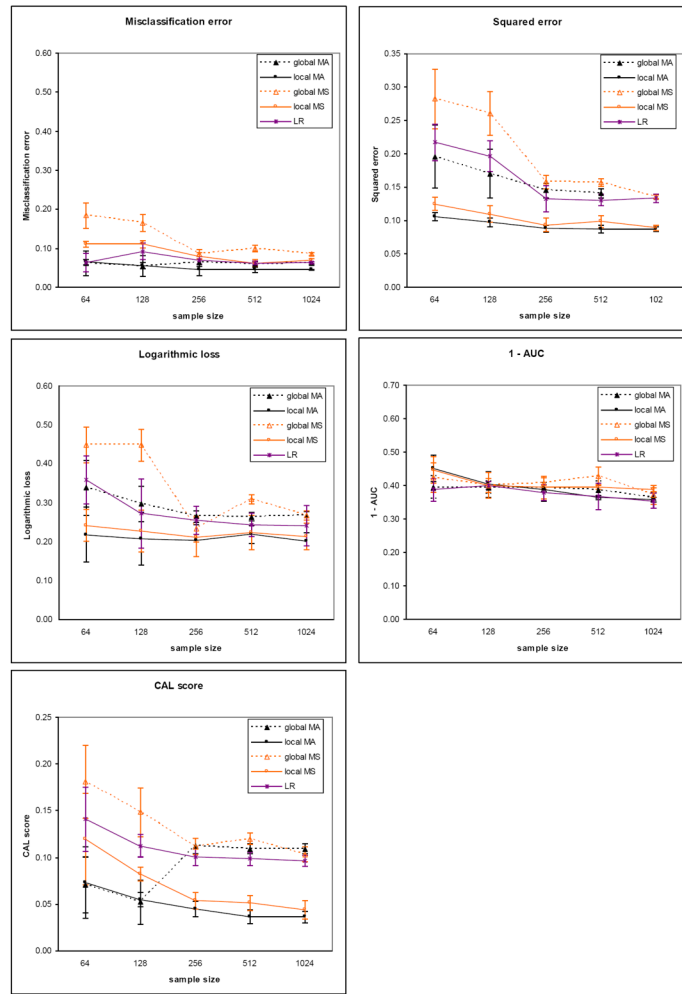 Misclassification error
0.60
0.50
0.40
0.30
0.20
0.10
0.00
Misclassification error
64
128
256
512
1024
sample size
global MA
local MA
global MS
local MS
LR
Squared error
0.35
0.30
0.25
0.20
0.15
0.10
0.05
0.00
Squared error
64
128
256
512
102
sample size
global MA
local MA
global MS
local MS
LR
Logarithmic loss
0.60
0.50
0.40
0.30
0.20
0.10
0.00
Logarithmic loss
64
128
256
512
1024
sample size
global MA
local MA
global MS
local MS
LR
1 - AUC
0.70
0.60
0.50
0.40
0.30
0.20
0.10
0.00
1 - AUC
64
128
256
512
1024
sample size
global MA
local MA
global MS
local MS
LR
CAL score
0.25
0.20
0.15
0.10
0.05
0.00
CAL score
64
128
256
512
1024
sample size
global MA
local MA
global MS
local MS
LR